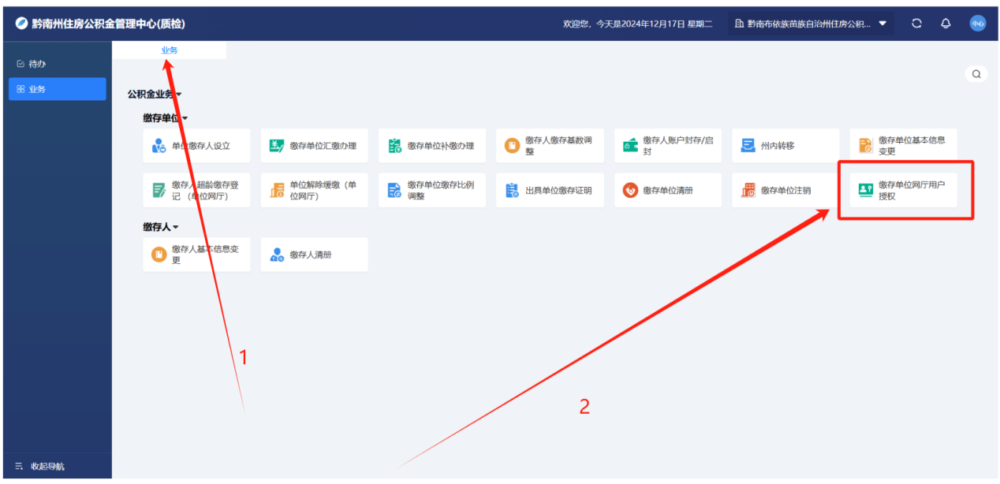 黔南州住房公积金管理中心(质检)
欢迎您，今天是2024年12月17日 星期二
黔南布依族苗族自治州住房公积...
中心
待办
业务
业务
公积金业务
缴存单位
单位缴存人设立
缴存单位汇缴办理
缴存单位补缴办理
缴存人缴存基数调
整
缴存人账户封存/启
封
州内转移
缴存单位基本信息
变更
缴存人超龄缴存登
记 （单位网厅）
单位解除缓缴（单
位网厅）
缴存单位缴存比例
调整
出具单位缴存证明
缴存单位清册
缴存单位注销
缴存单位网厅用户
授权
缴存人
缴存人基本信息变
更
缴存人清册
1
2
收起导航